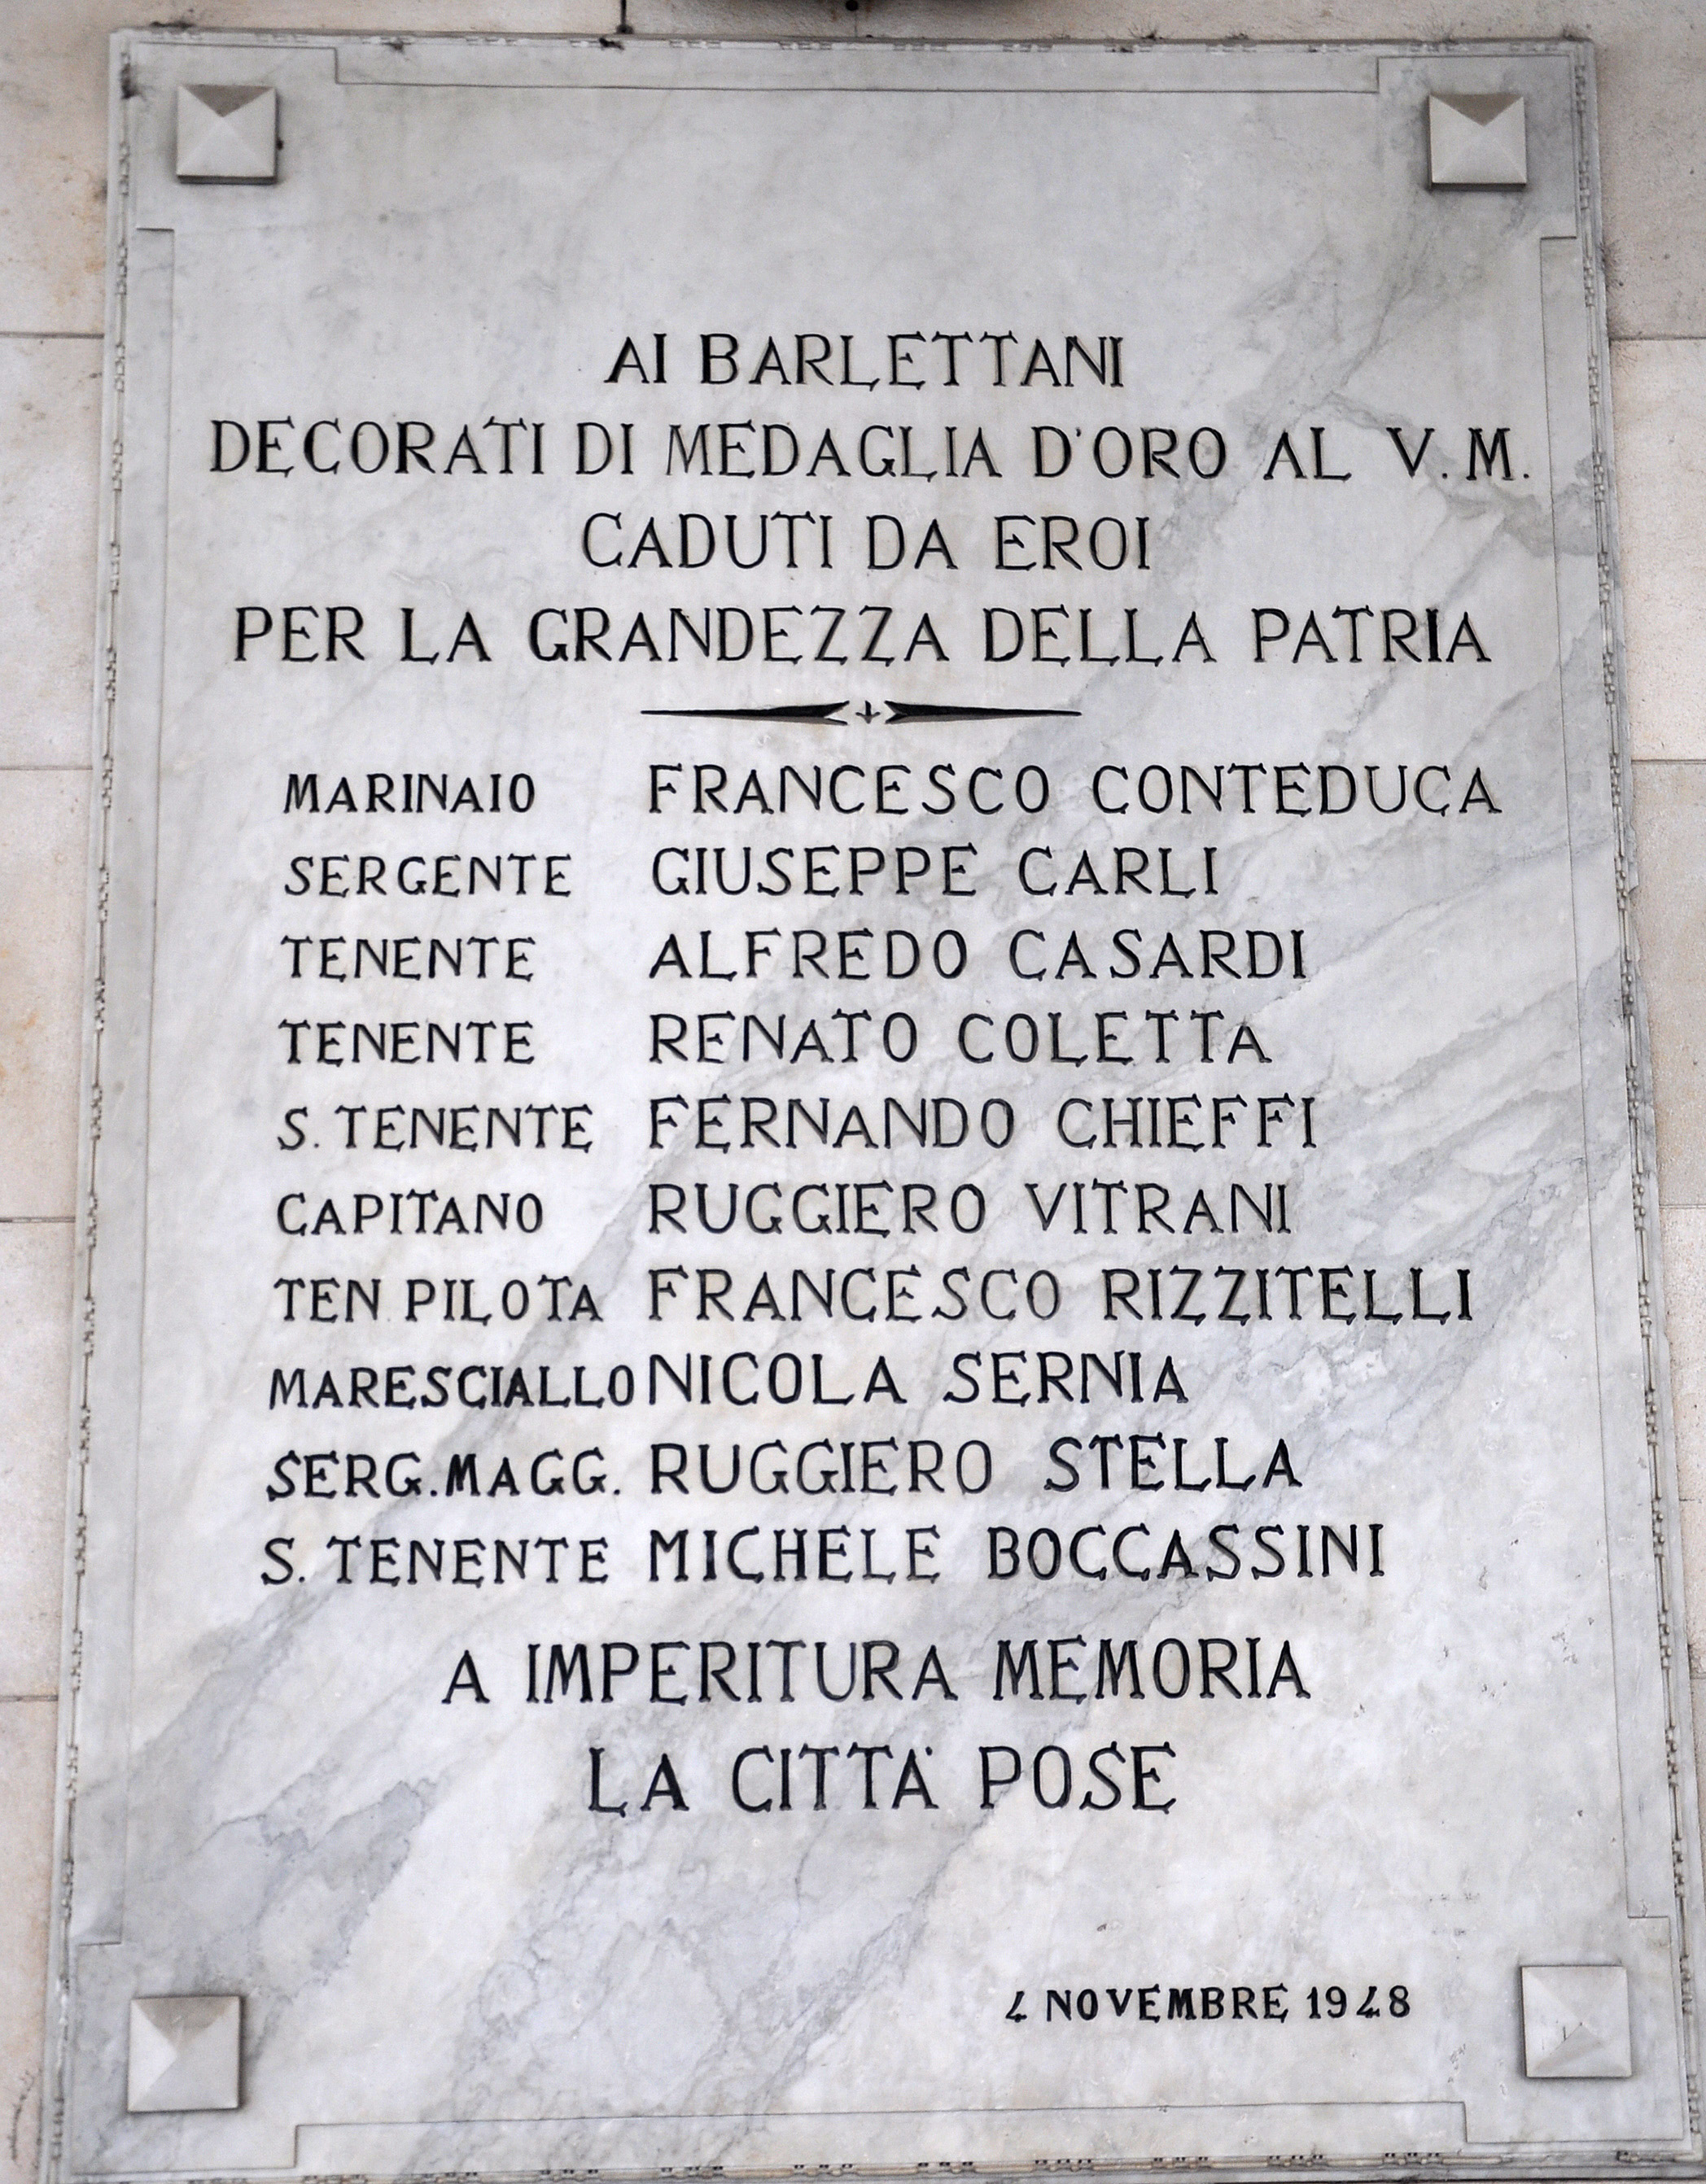 AI BARLETTANI
DECORATI DI MEDAGLIA D'ORO AL V.M.
CADUTI DA EROI
PER LA GRANDEZZA DELLA PATRIA
MARINAIO FRANCESCO CONTEDUCA
SERGENTE GIUSEPPE CARLI
TENENTE ALFREDO CASARDI
TENENTE RENATO COLETTA
S. TENENTE FERNANDO CHIEFFI
CAPITANO RUGGIERO VITRANI
TEN PILOTA FRANCESCO RIZZITELLI
MARESCIALLO NICOLA SERNIA
SERG.MAGG. RUGGIERO STELLA
S. TENENTE MICHELE BOCCASSINI
A IMPERITURA MEMORIA
LA CITTA' POSE
4 NOVEMBRE 1948